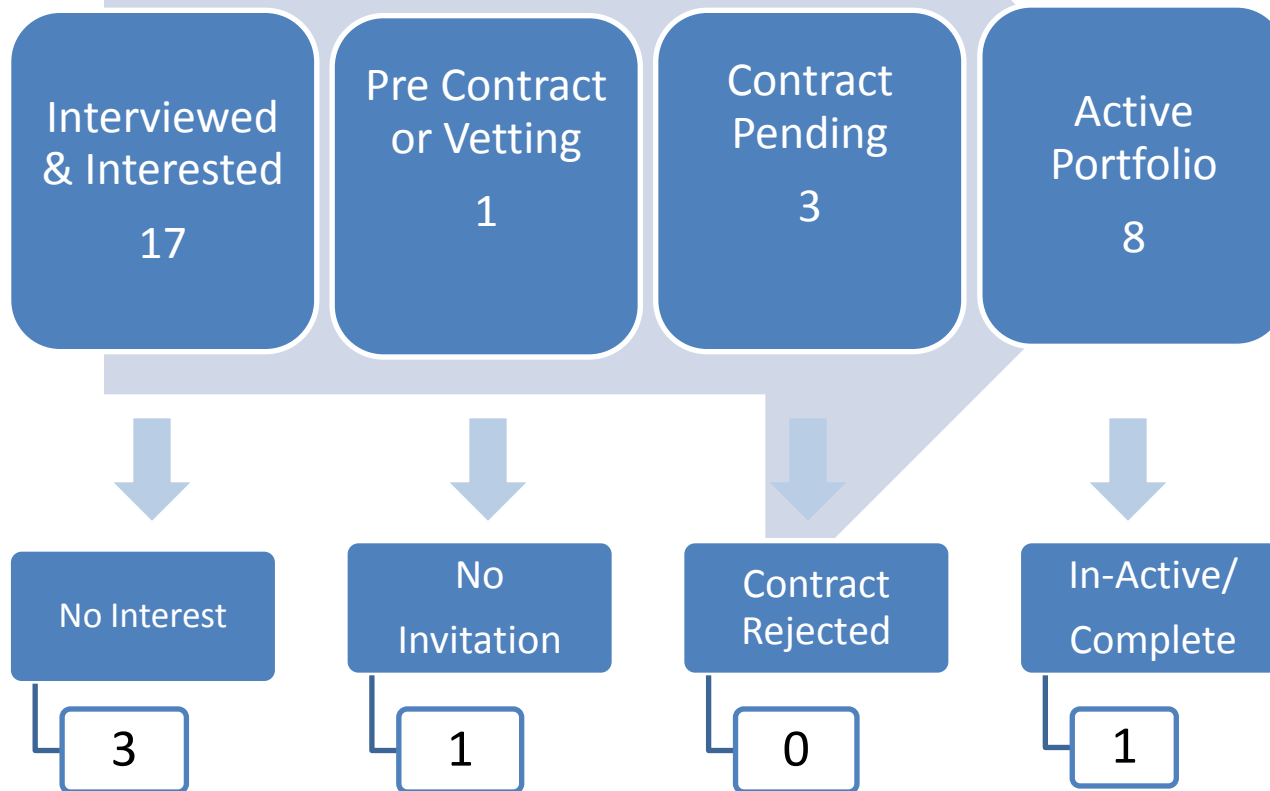 Interviewed
& Interested
17
Pre Contract
or Vetting
1
Contract
Pending
3
Active
Portfolio
8
No Interest
3
No
Invitation
1
Contract
Rejected
0
In-Active/
Complete
1